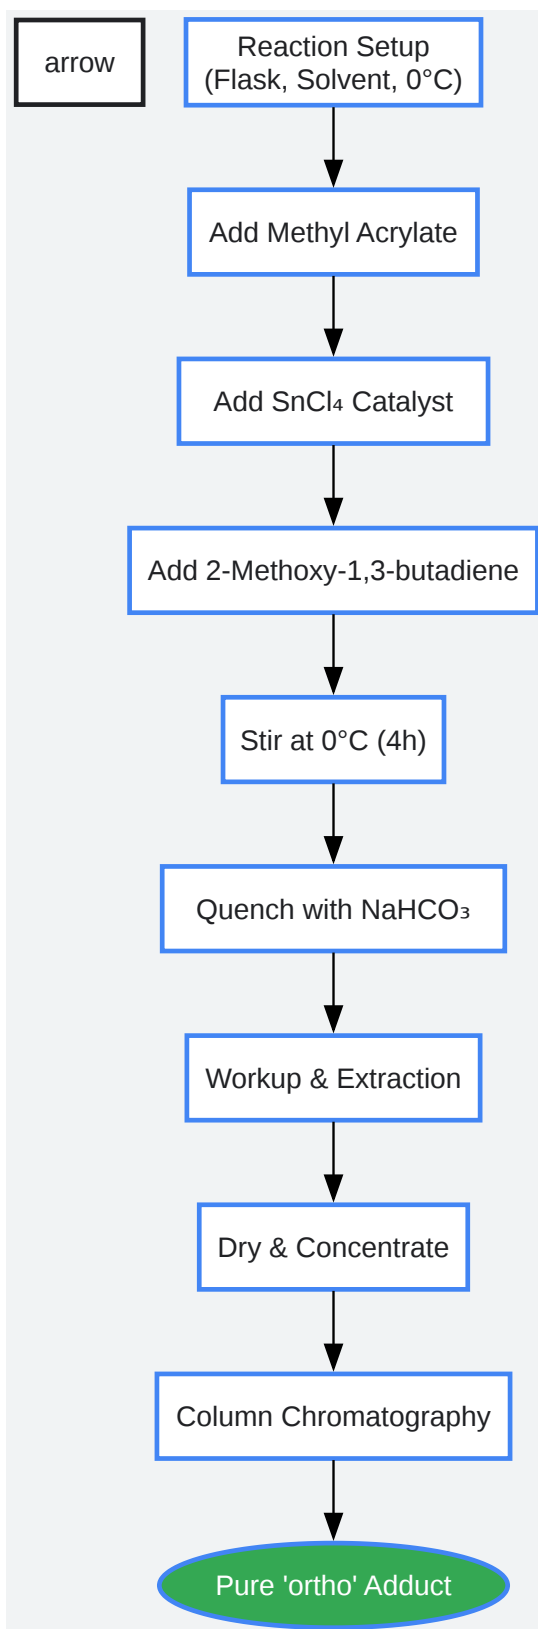 arrow
Reaction Setup
(Flask, Solvent, 0°C)
Add Methyl Acrylate
Add SnCl₄ Catalyst
Add 2-Methoxy-1,3-butadiene
Stir at 0°C (4h)
Quench with NaHCO₃
Workup & Extraction
Dry & Concentrate
Column Chromatography
Pure 'ortho' Adduct